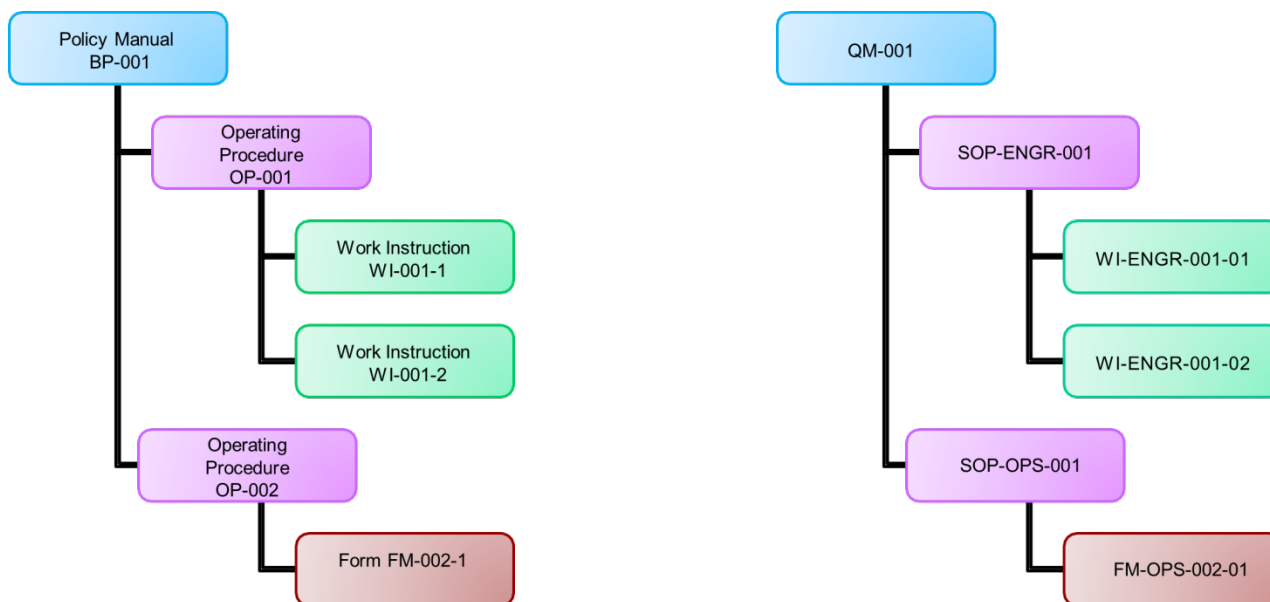 Policy Manual
BP-001
Operating
Procedure
OP-001
Work Instruction
WI-001-1
Work Instruction
WI-001-2
Operating
Procedure
OP-002
Form FM-002-1
QM-001
SOP-ENGR-001
WI-ENGR-001-01
WI-ENGR-001-02
SOP-OPS-001
FM-OPS-002-01